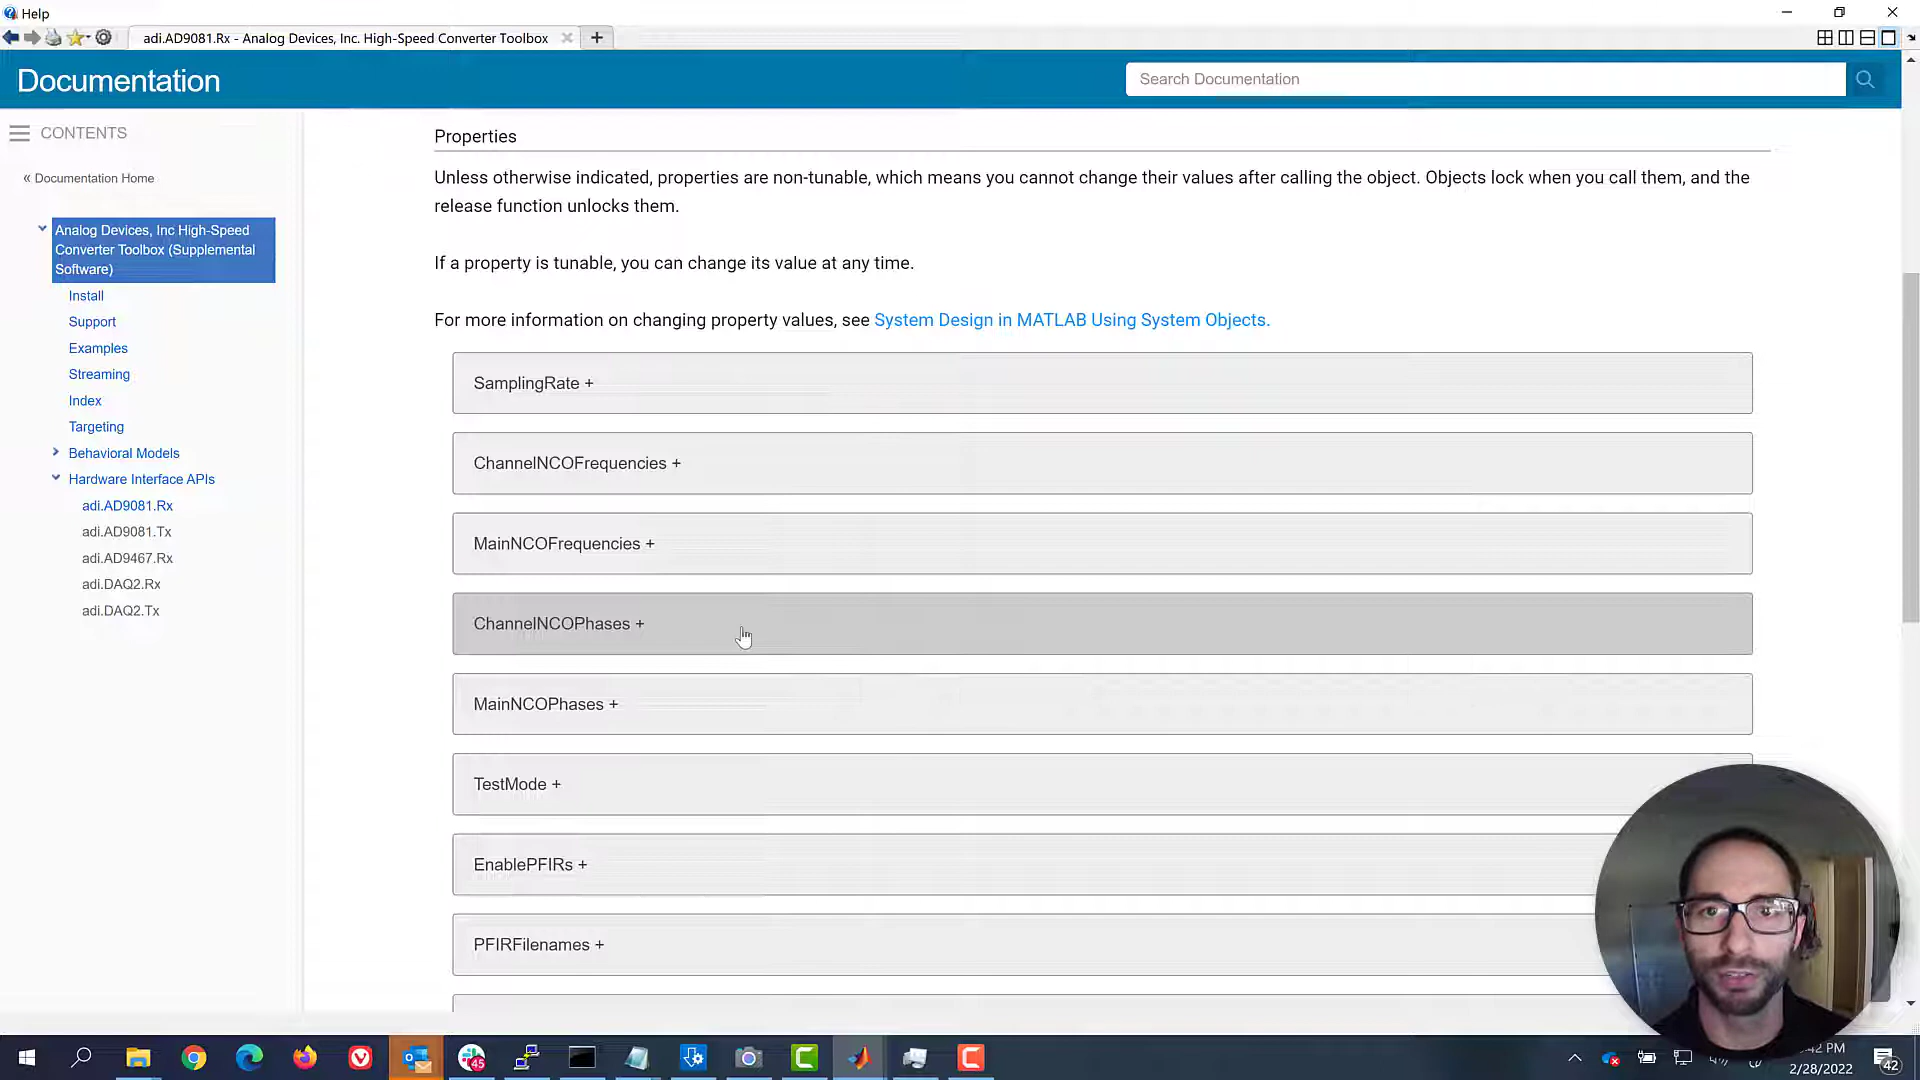 Help
adi.AD9081.Rx - Analog Devices, Inc. High-Speed Converter Toolbox
Documentation
Search Documentation
CONTENTS
« Documentation Home
Analog Devices, Inc High-Speed
Converter Toolbox (Supplemental
Software)
Install
Support
Examples
Streaming
Index
Targeting
Behavioral Models
Hardware Interface APIs
adi.AD9081.Rx
adi.AD9081.Tx
adi.AD9467.Rx
adi.DAQ2.Rx
adi.DAQ2.Tx
Properties
Unless otherwise indicated, properties are non-tunable, which means you cannot change their values after calling the object. Objects lock when you call them, and the
release function unlocks them.
If a property is tunable, you can change its value at any time.
For more information on changing property values, see System Design in MATLAB Using System Objects.
SamplingRate +
ChannelNCOFrequencies +
MainNCOFrequencies +
ChannelNCOPhases +
MainNCOPhases +
TestMode +
EnablePFIRs +
PFIRFilenames +
45
:42 PM
2/28/2022
42